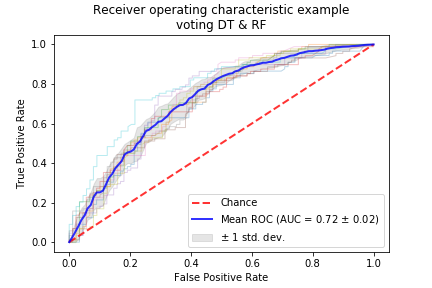 Receiver operating characteristic example
voting DT & RF
1.0
0.8
0.6
0.4
0.2
0.0
True Positive Rate
Chance
Mean ROC (AUC = 0.72 ± 0.02)
± 1 std. dev.
0.0 0.2 0.4 0.6 0.8 1.0
False Positive Rate